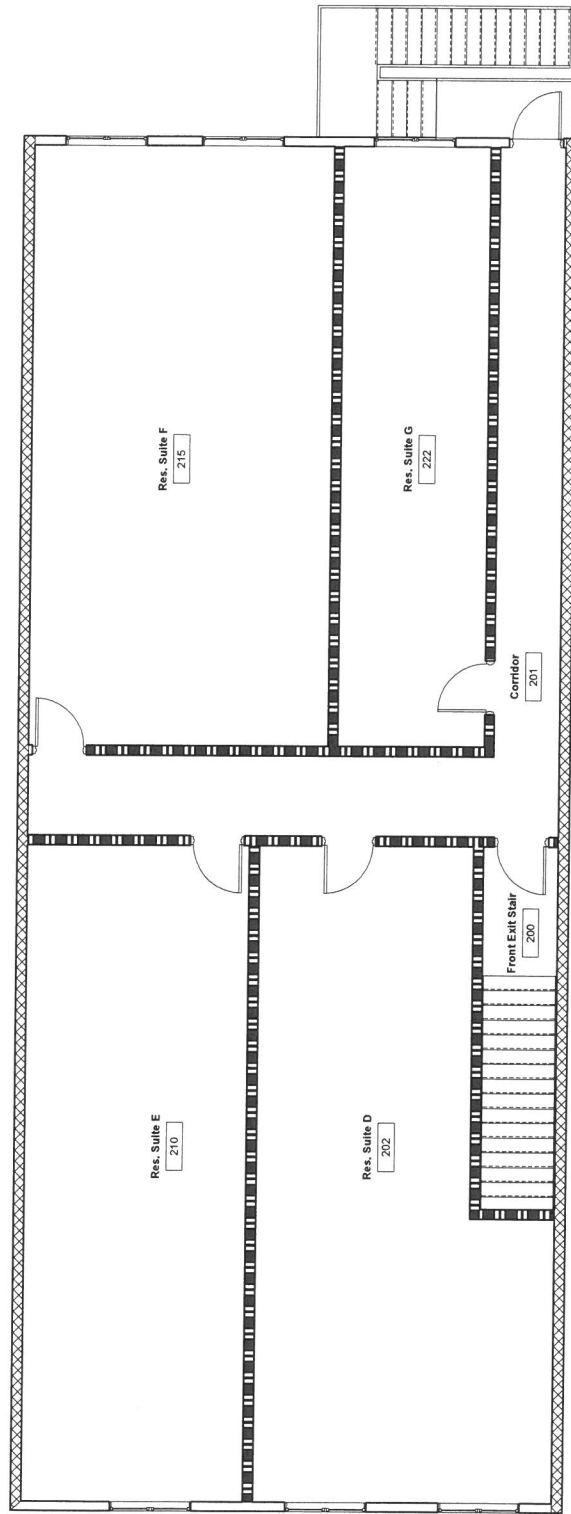 Res. Suite F
215
Res. Suite G
222
Corridor
201
Front Exit Stair
200
Res. Suite E
210
Res. Suite D
202